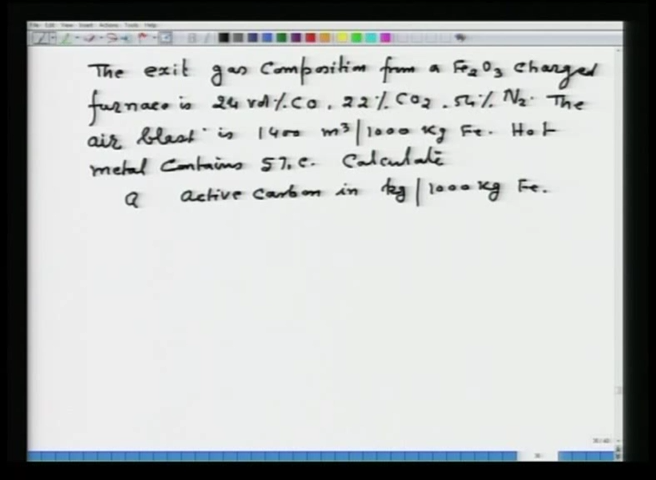 The exit gas composition from a Fe2O3 charged
furnace is 24 vol% CO, 22% CO2, 54% N2. The
air blast is 1400 m3/1000 kg Fe. Hot
metal contains 5% C. Calculate
a active carbon in kg/1000 kg Fe.